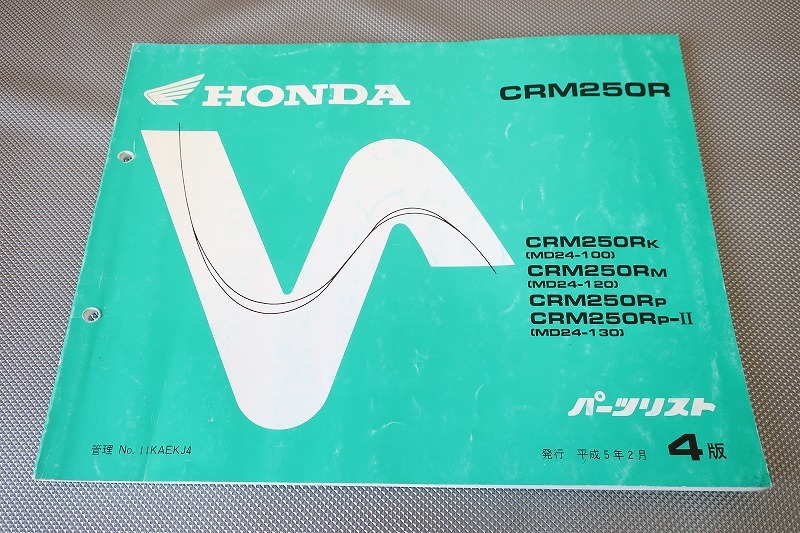 HONDA
CRM250R
CRM250RK
(MD24-100)
CRM250RM
(MD24-120)
CRM250RP
CRM250RP-II
(MD24-130)
パーツリスト
管理 No. 11KAEKJ4
発行 平成5年2月 4版